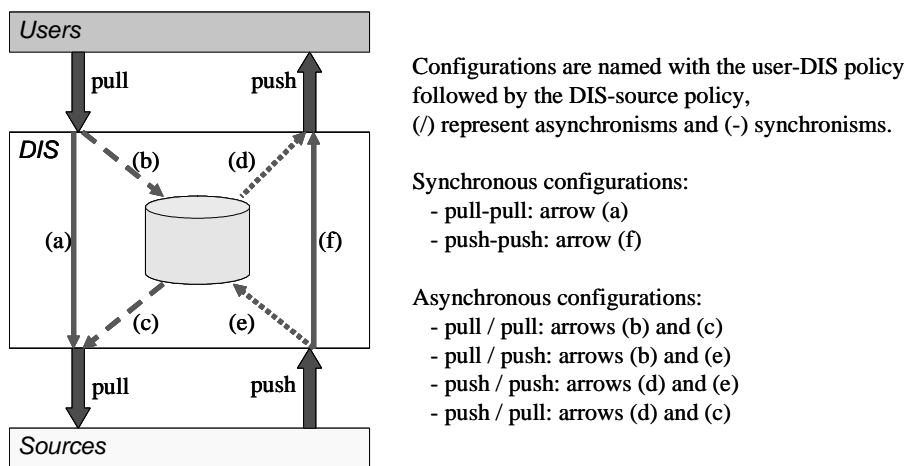 Users
pull
push
DIS
(b)
(d)
(a)
(f)
(c)
(e)
pull
push
Sources
Configurations are named with the user-DIS policy
followed by the DIS-source policy,
(/) represent asynchronisms and (-) synchronisms.
Synchronous configurations:
- pull-pull: arrow (a)
- push-push: arrow (f)
Asynchronous configurations:
- pull / pull: arrows (b) and (c)
- pull / push: arrows (b) and (e)
- push / push: arrows (d) and (e)
- push / pull: arrows (d) and (c)